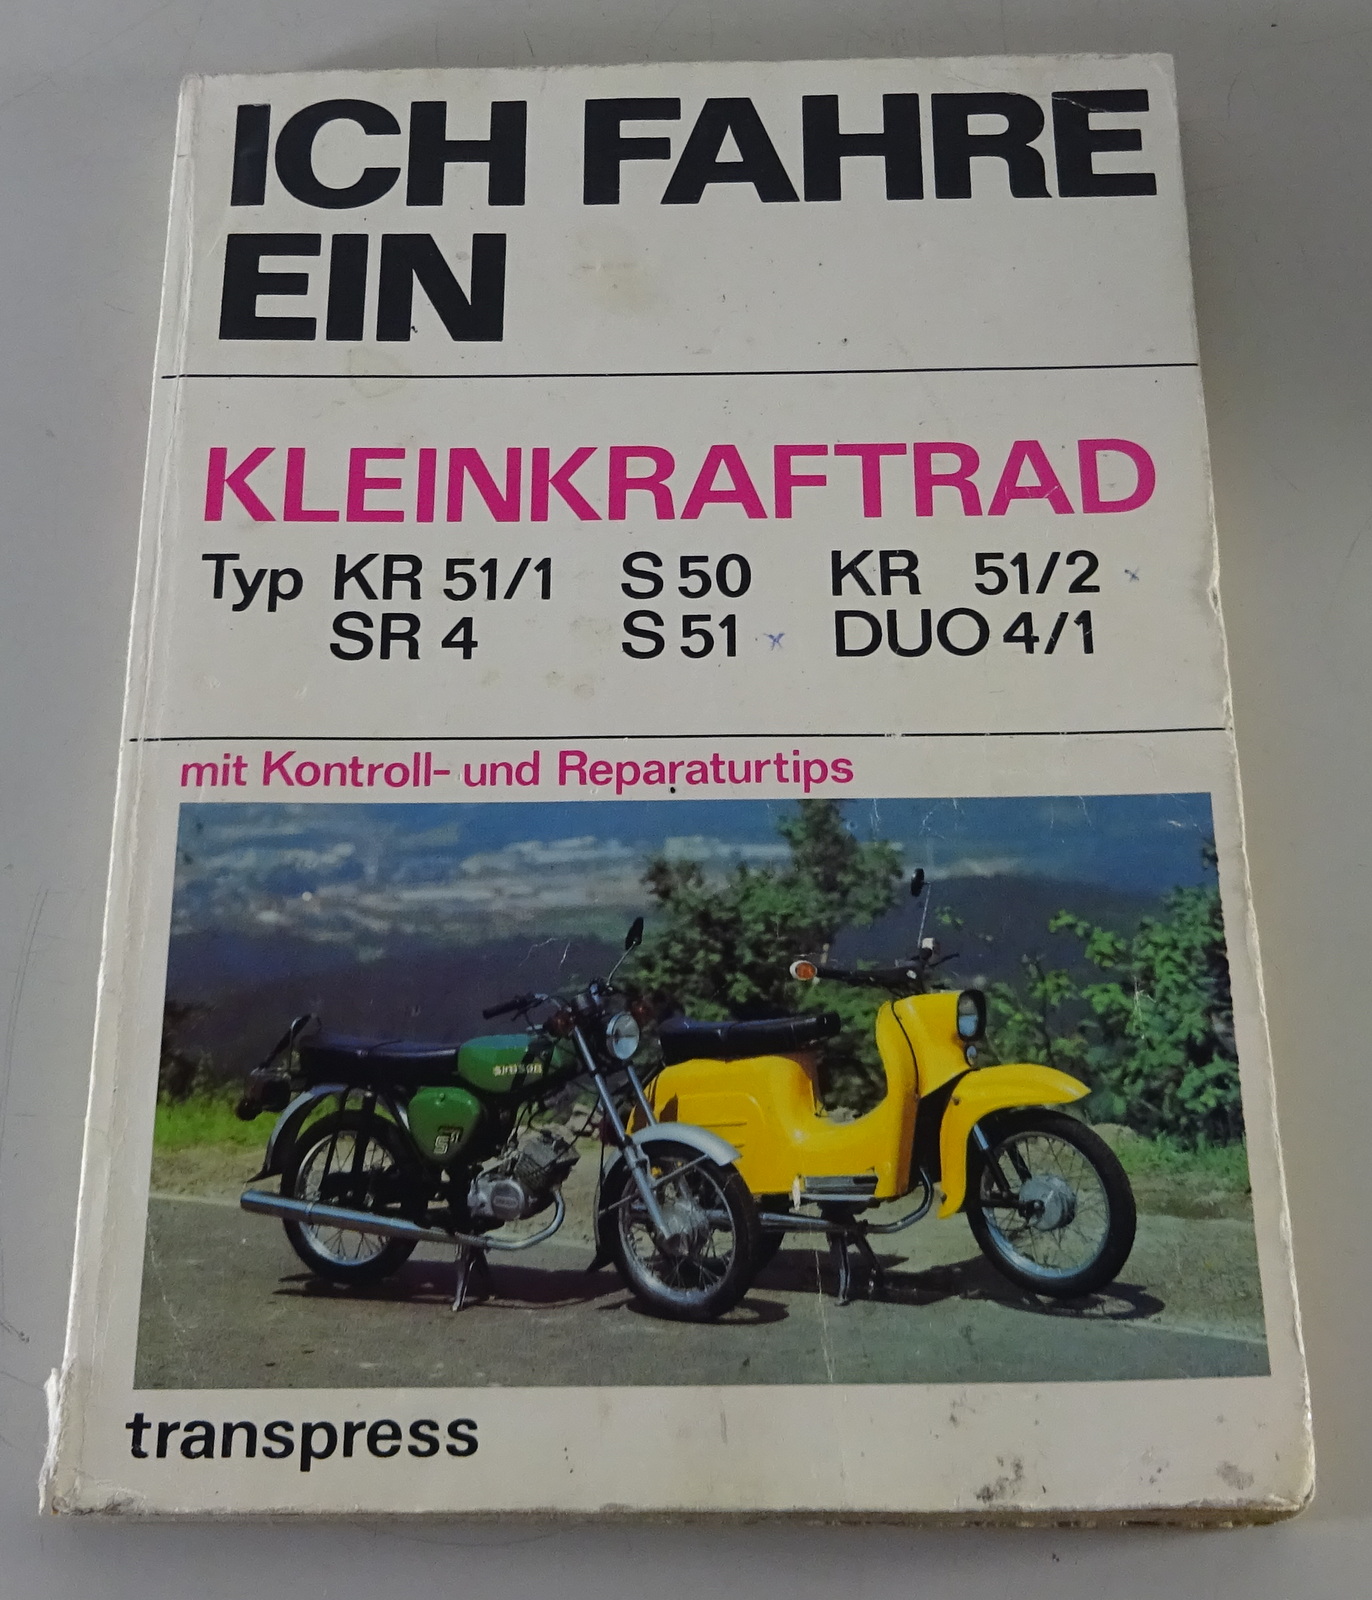 ICH FAHRE
EIN
KLEINKRAFTRAD
Typ KR 51/1 S 50 KR 51/2 x
SR 4 S 51 x DUO 4/1
mit Kontroll- und Reparaturtips
SIMSON
S 51
transpress